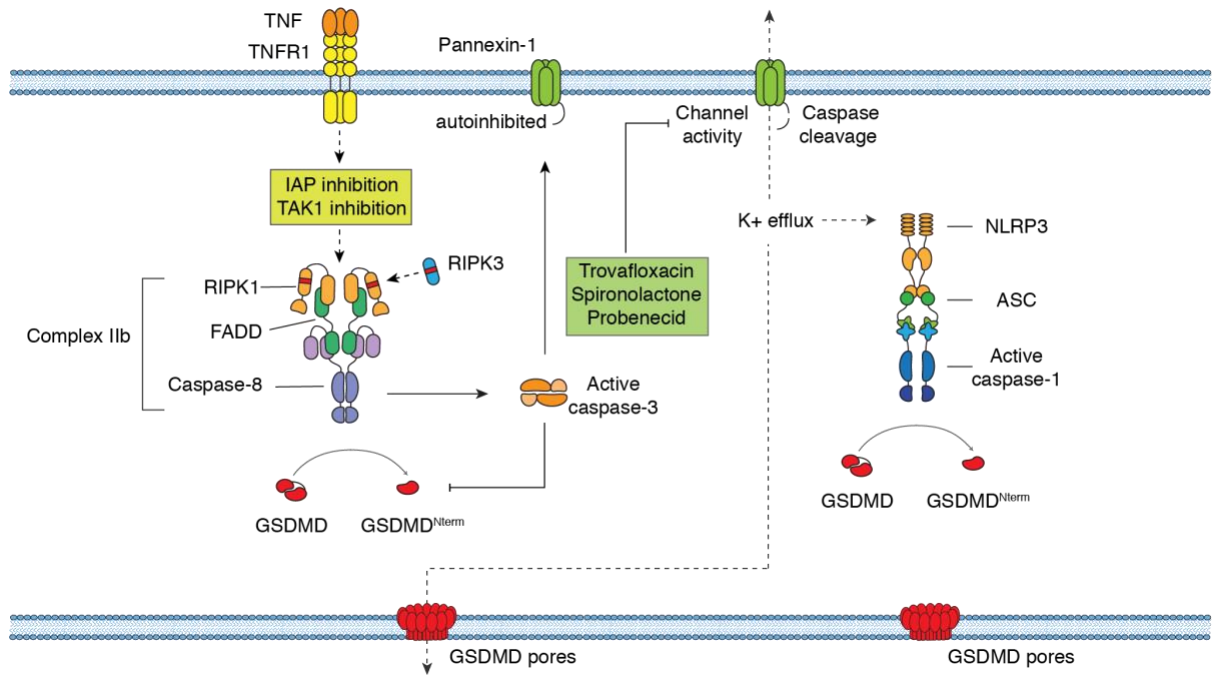 TNF
TNFR1
Pannexin-1
autoinhibited
Channel
activity
Caspase
cleavage
IAP inhibition
TAK1 inhibition
K+ efflux
NLRP3
RIPK3
RIPK1
Trovafloxacin
Spironolactone
Probenecid
ASC
FADD
Complex IIb
Caspase-8
Active
caspase-3
Active
caspase-1
GSDMD
GSDMDNterm
GSDMD
GSDMDNterm
GSDMD pores
GSDMD pores